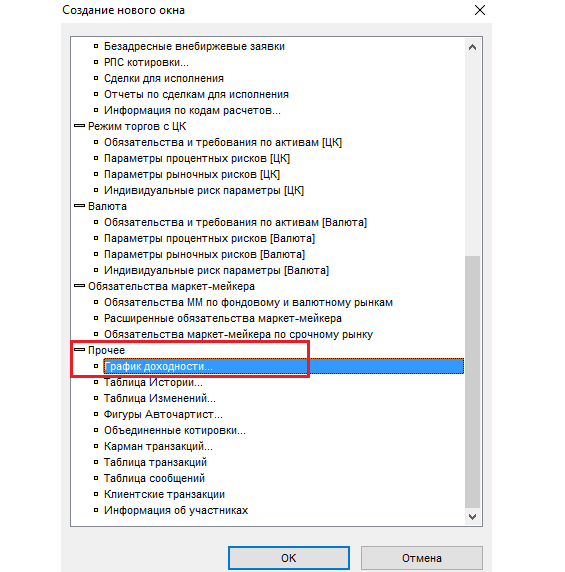 Создание нового окна
Безадресные внебиржевые заявки
РПС котировки...
Сделки для исполнения
Отчеты по сделкам для исполнения
Информация по кодам расчетов...
Режим торгов с ЦК
Обязательства и требования по активам [ЦК]
Параметры процентных рисков [ЦК]
Параметры рыночных рисков [ЦК]
Индивидуальные риск параметры [ЦК]
Валюта
Обязательства и требования по активам [Валюта]
Параметры процентных рисков [Валюта]
Параметры рыночных рисков [Валюта]
Индивидуальные риск параметры [Валюта]
Обязательства маркет-мейкера
Обязательства ММ по фондовому и валютному рынкам
Расширенные обязательства маркет-мейкера
Обязательства маркет-мейкера по срочному рынку
Прочее
График доходности...
Таблица Истории...
Таблица Изменений...
Фигуры Авточартист...
Объединенные котировки...
Карман транзакций...
Таблица транзакций
Таблица сообщений
Клиентские транзакции
Информация об участниках
ОК
Отмена